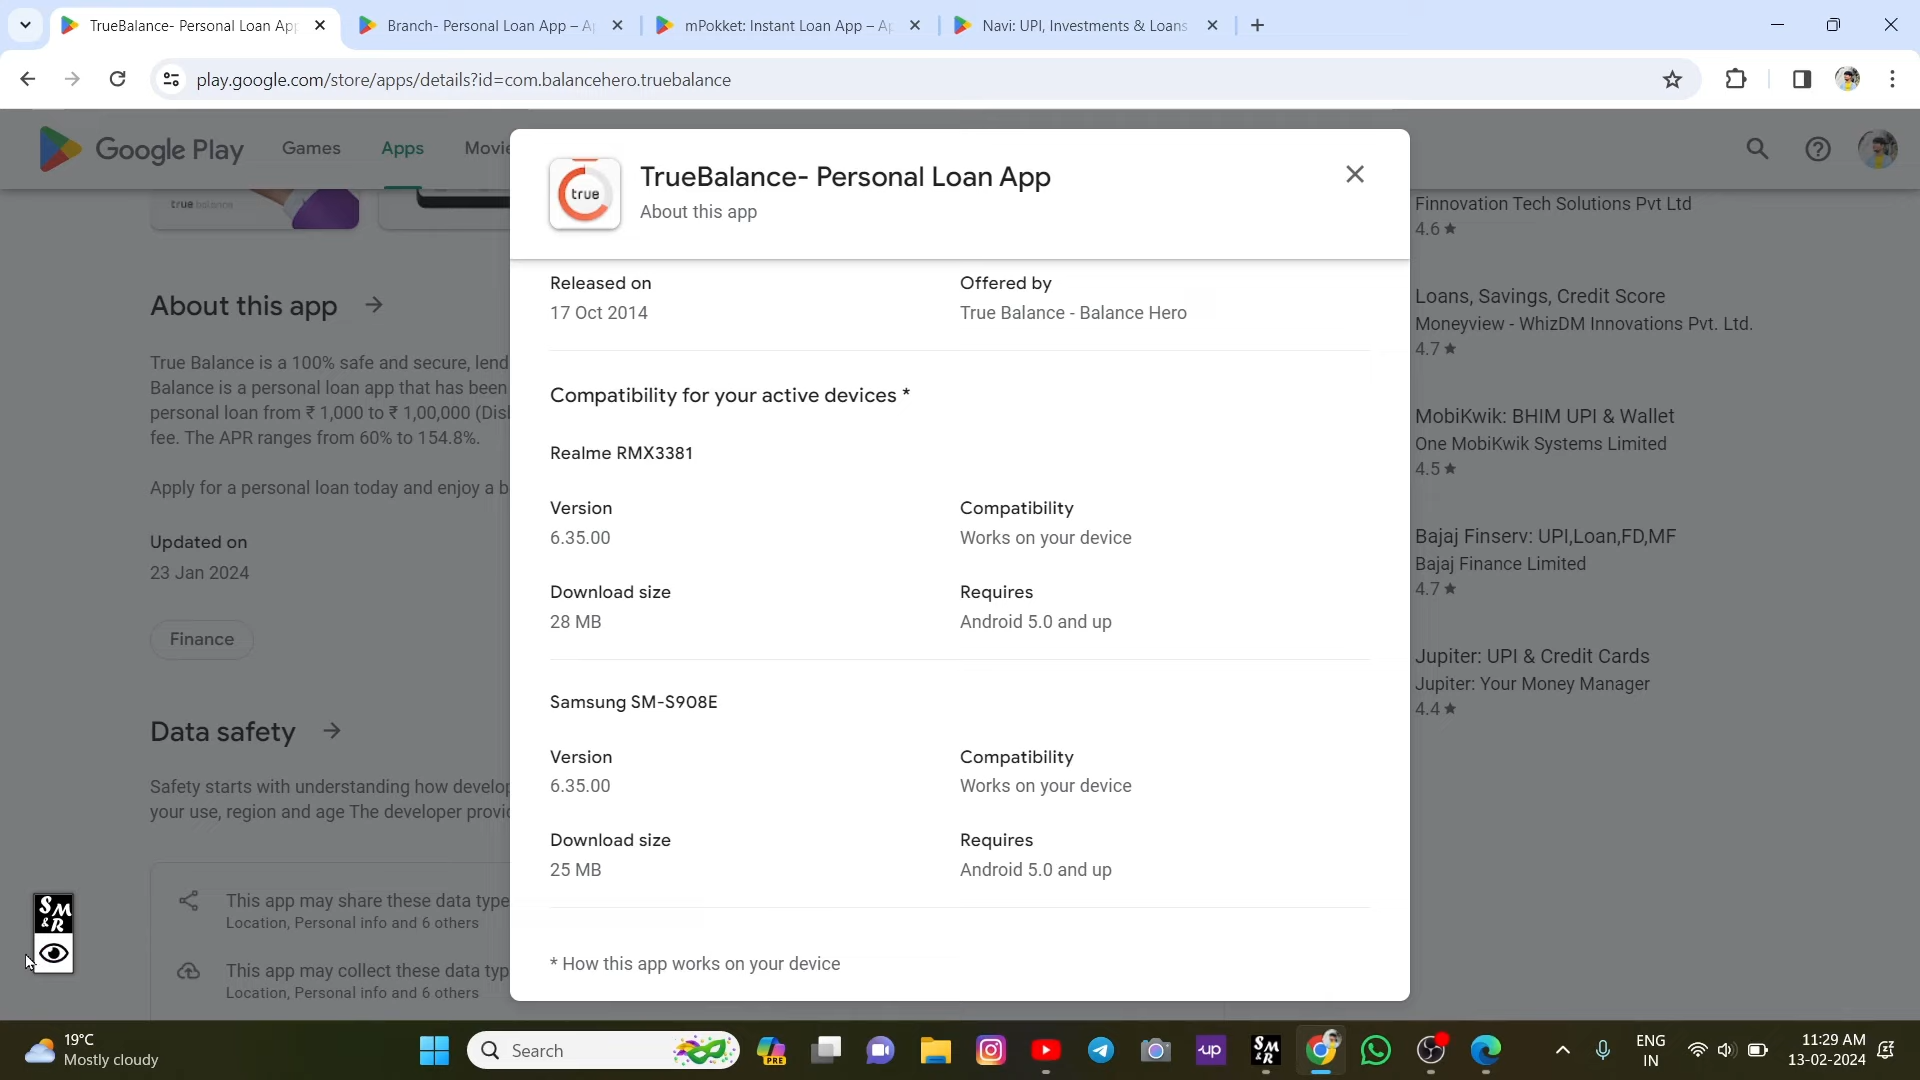 TrueBalance- Personal Loan App
Branch- Personal Loan App – A
mPokket: Instant Loan App – Ap
Navi: UPI, Investments & Loans
play.google.com/store/apps/details?id=com.balancehero.truebalance
Google Play
Games
Apps
Movie
true
TrueBalance- Personal Loan App
About this app
true balance
Finnovation Tech Solutions Pvt Ltd
4.6 ★
Released on
17 Oct 2014
Offered by
True Balance - Balance Hero
About this app
True Balance is a 100% safe and secure, lend
Balance is a personal loan app that has been
personal loan from ₹ 1,000 to ₹ 1,00,000 (Dis
fee. The APR ranges from 60% to 154.8%.
Apply for a personal loan today and enjoy a b
Updated on
23 Jan 2024
Finance
Data safety
Safety starts with understanding how develop
your use, region and age The developer provi
This app may share these data type
Location, Personal info and 6 others
This app may collect these data typ
Location, Personal info and 6 others
Compatibility for your active devices *
Realme RMX3381
Version
6.35.00
Compatibility
Works on your device
Download size
28 MB
Requires
Android 5.0 and up
Samsung SM-S908E
Version
6.35.00
Compatibility
Works on your device
Download size
25 MB
Requires
Android 5.0 and up
* How this app works on your device
Loans, Savings, Credit Score
Moneyview - WhizDM Innovations Pvt. Ltd.
4.7 ★
MobiKwik: BHIM UPI & Wallet
One MobiKwik Systems Limited
4.5 ★
Bajaj Finserv: UPI,Loan,FD,MF
Bajaj Finance Limited
4.7 ★
Jupiter: UPI & Credit Cards
Jupiter: Your Money Manager
4.4 ★
SM
&R
19°C
Mostly cloudy
Search
PRE
up
SM
&R
ENG
IN
11:29 AM
13-02-2024